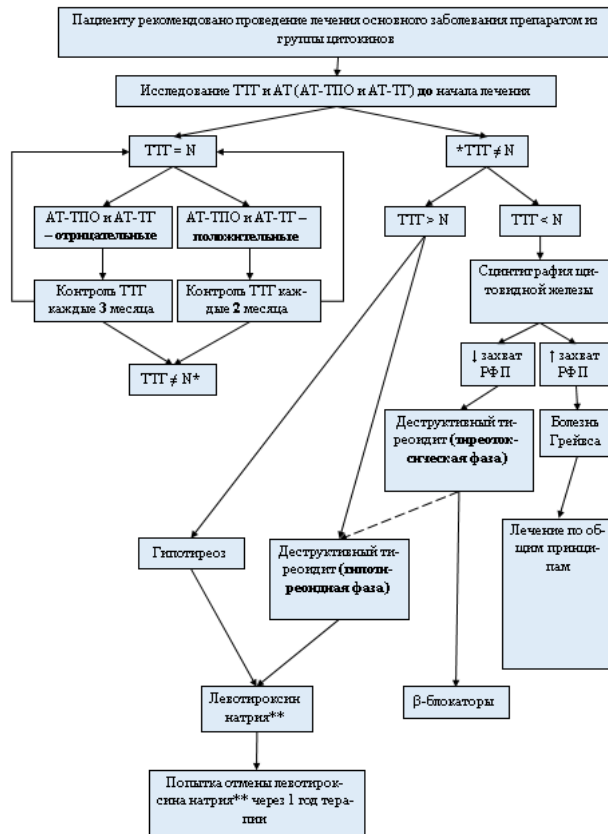 Пациенту рекомендовано проведение лечения основного заболевания препаратом из
группы цитокинов
Исследование ТТГ и АТ (АТ-ТПО и АТ-ТГ) до начала лечения
ТТГ = N
*ТТГ ≠ N
АТ-ТПО и АТ-ТГ
– отрицательные
АТ-ТПО и АТ-ТГ –
положительные
ТТГ > N
ТТГ < N
Контроль ТТГ
каждые 3 месяца
Контроль ТТГ каж-
дые 2 месяца
Сцинтиграфия щи-
товидной железы
ТТГ ≠ N*
↓ захват
РФП
↑ захват
РФП
Деструктивный ти-
реоидит (тиреоток-
сическая фаза)
Болезнь
Грейвса
Гипотиреоз
Деструктивный ти-
реоидит (гипоти-
реоидная фаза)
Лечение по об-
щим принци-
пам
Левотироксин
натрия**
β-блокаторы
Попытка отмены левотирок-
сина натрия** через 1 год тера-
пии